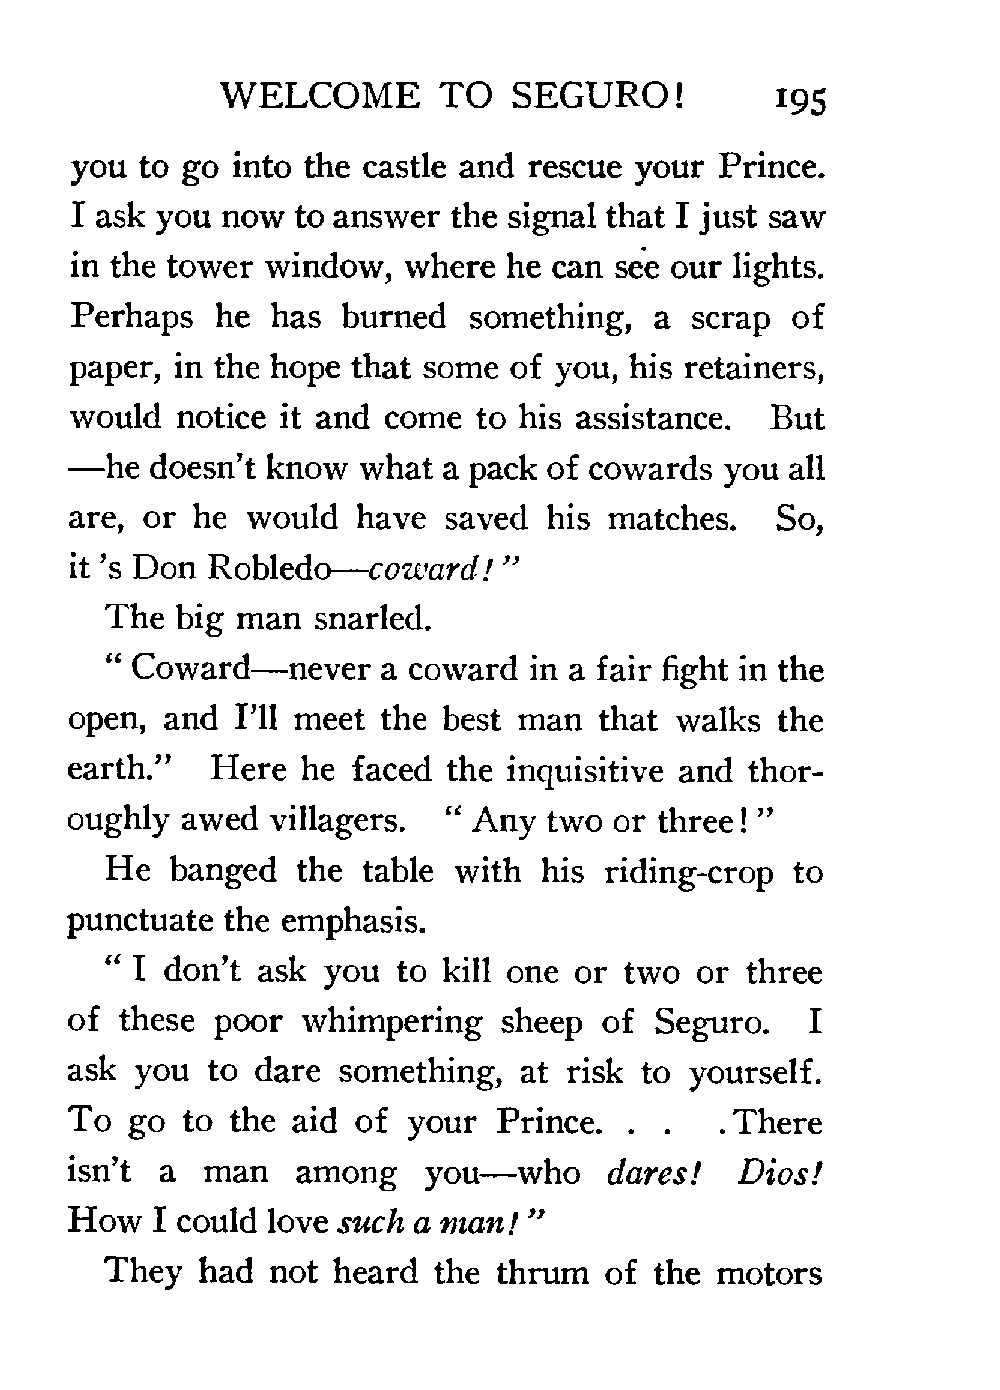 WELCOME TO SEGURO! 195
you to go into the castle and rescue your Prince.
I ask you now to answer the signal that I just saw
in the tower window, where he can see our lights.
Perhaps he has burned something, a scrap of
paper, in the hope that some of you, his retainers,
would notice it and come to his assistance. But
—he doesn't know what a pack of cowards you all
are, or he would have saved his matches. So,
it 's Don Robledo—coward! "
The big man snarled.
" Coward—never a coward in a fair fight in the
open, and I'll meet the best man that walks the
earth." Here he faced the inquisitive and thor-
oughly awed villagers. " Any two or three! "
He banged the table with his riding-crop to
punctuate the emphasis.
" I don't ask you to kill one or two or three
of these poor whimpering sheep of Seguro. I
ask you to dare something, at risk to yourself.
To go to the aid of your Prince. . . . There
isn't a man among you—who dares! Dios!
How I could love such a man! "
They had not heard the thrum of the motors